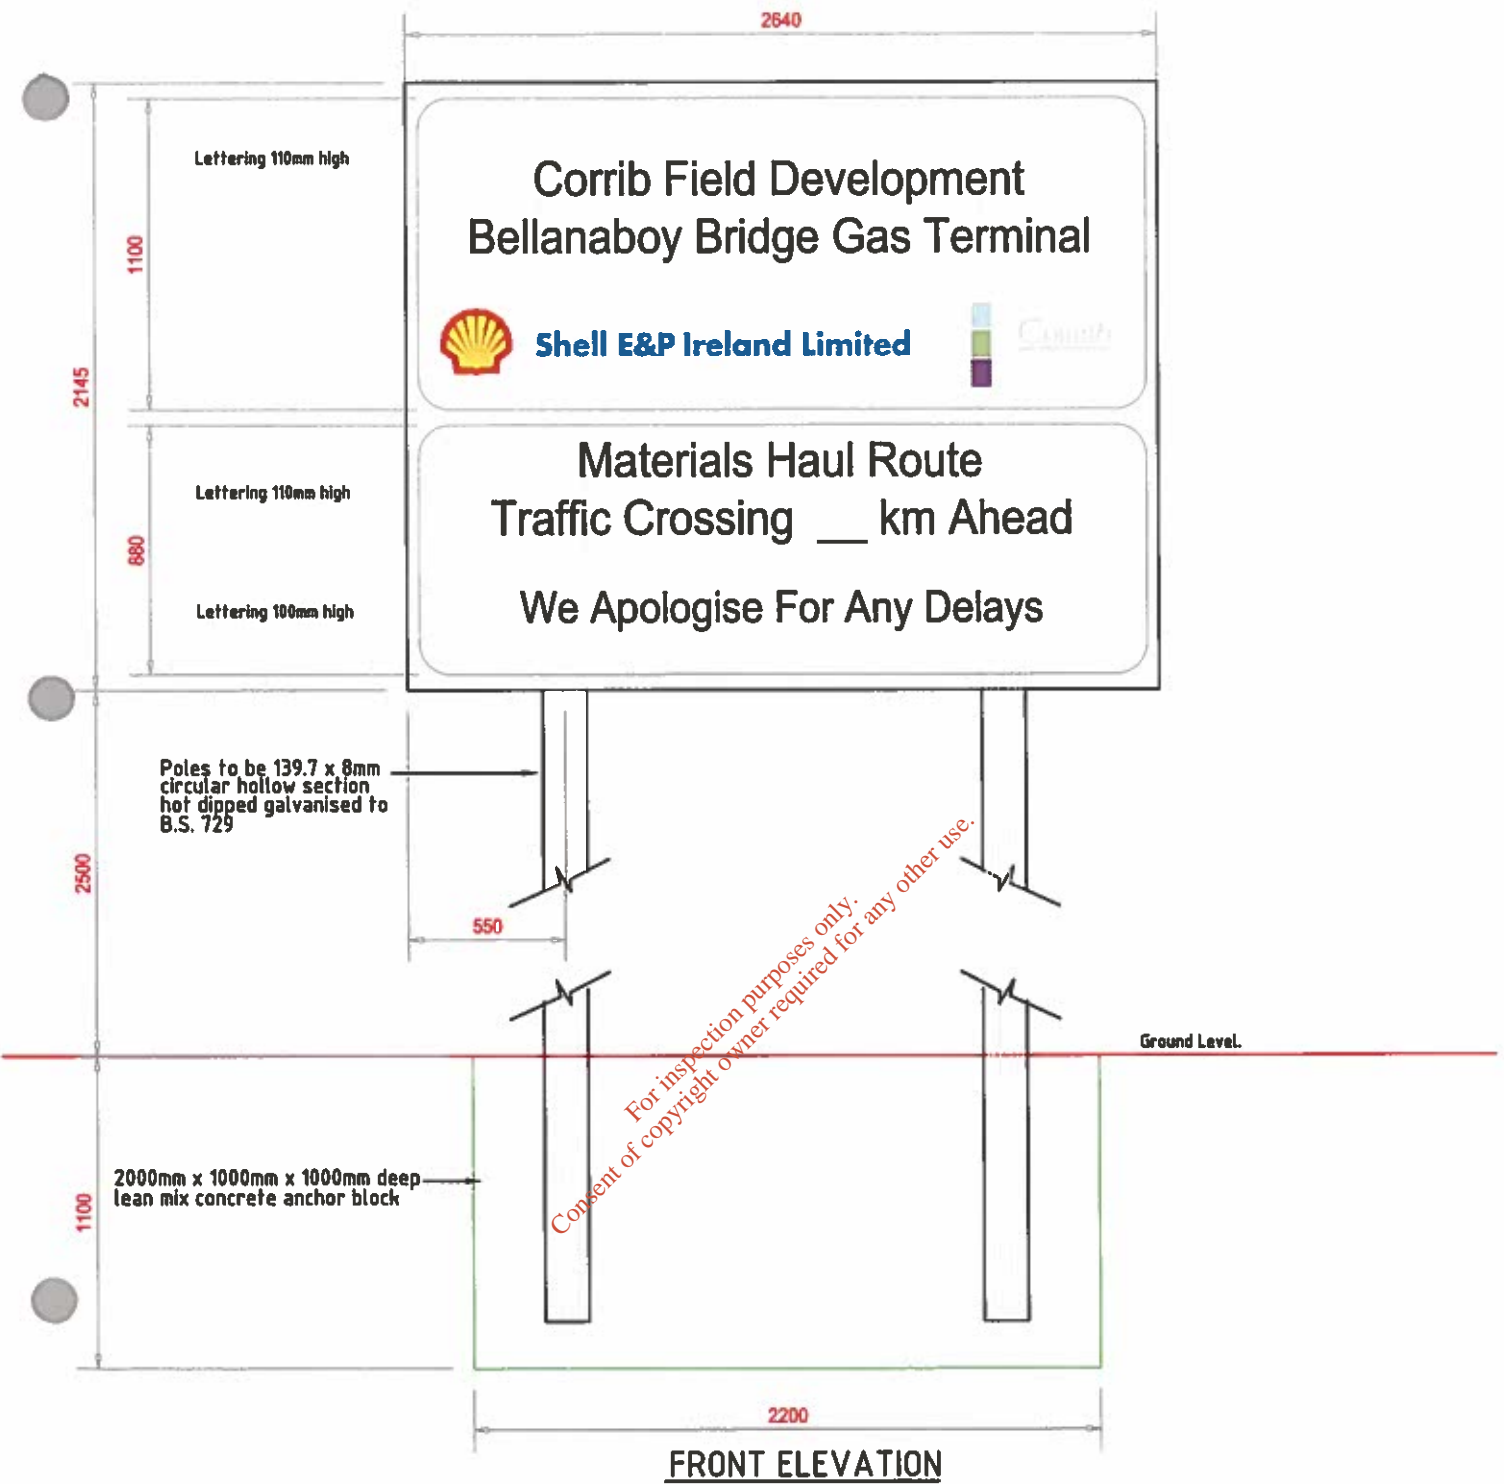 2640
Lettering 110mm high
Corrib Field Development
Bellanaboy Bridge Gas Terminal
1100
Shell E&P Ireland Limited
Corrib
2145
Materials Haul Route
Lettering 110mm high
Traffic Crossing __ km Ahead
880
Lettering 100mm high
We Apologise For Any Delays
Poles to be 139.7 x 8mm
circular hollow section
hot dipped galvanised to
B.S. 729
2500
550
For inspection purposes only.
Consent of copyright owner required for any other use.
Ground Level.
2000mm x 1000mm x 1000mm deep
lean mix concrete anchor block
1100
2200
FRONT ELEVATION